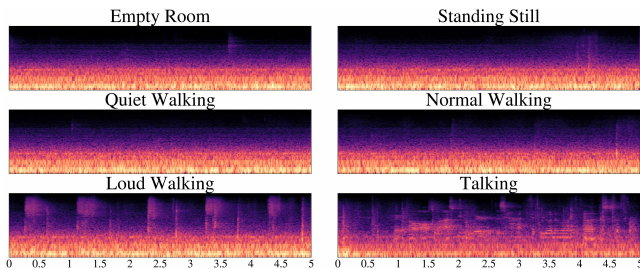 Empty Room
Standing Still
Quiet Walking
Normal Walking
Loud Walking
Talking
0 0.5 1 1.5 2 2.5 3 3.5 4 4.5 5
0 0.5 1 1.5 2 2.5 3 3.5 4 4.5 5